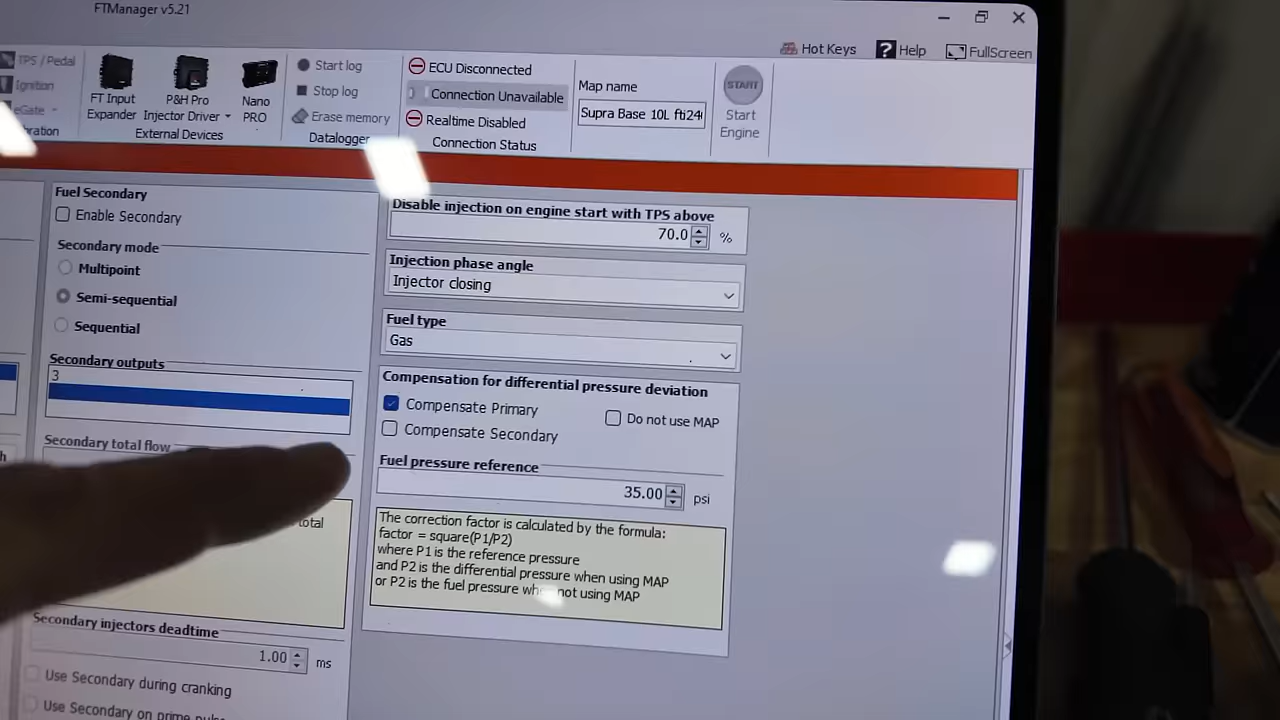 FTManager v5.21
Hot Keys
Help
FullScreen
TPS / Pedal
Ignition
eGate
FT Input
Expander
P&H Pro
Injector Driver
Nano
PRO
External Devices
Start log
Stop log
Erase memory
Datalogger
ECU Disconnected
Connection Unavailable
Realtime Disabled
Connection Status
Map name
Supra Base 10L fti24
START
Start
Engine
Fuel Secondary
Enable Secondary
Secondary mode
Multipoint
Semi-sequential
Sequential
Secondary outputs
3
Secondary total flow
total
Secondary injectors deadtime
1.00 ms
Use Secondary during cranking
Use Secondary on prime pulse
Disable injection on engine start with TPS above
70.0 %
Injection phase angle
Injector closing
Fuel type
Gas
Compensation for differential pressure deviation
Compensate Primary
Do not use MAP
Compensate Secondary
Fuel pressure reference
35.00 psi
The correction factor is calculated by the formula:
factor = square(P1/P2)
where P1 is the reference pressure
and P2 is the differential pressure when using MAP
or P2 is the fuel pressure when not using MAP